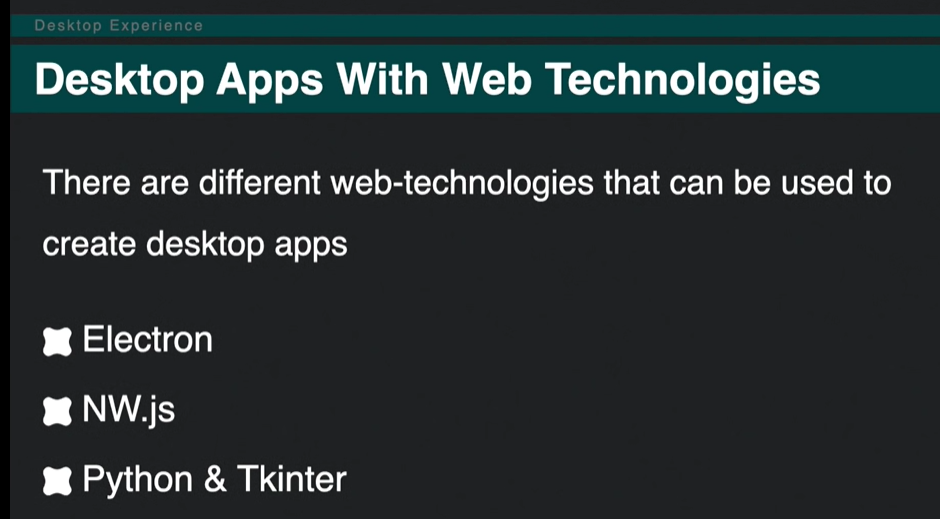 Desktop Experience
Desktop Apps With Web Technologies
There are different web-technologies that can be used to
create desktop apps
Electron
NW.js
Python & Tkinter